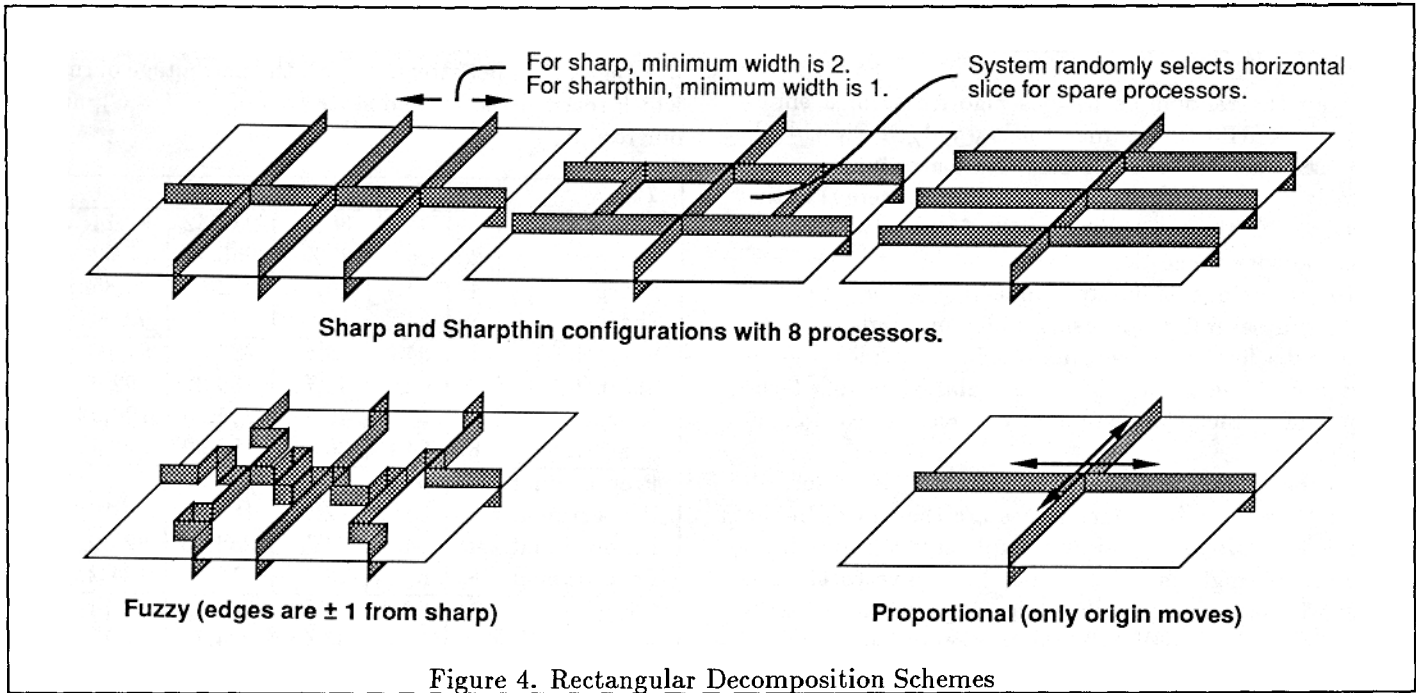 For sharp, minimum width is 2.
For sharpthin, minimum width is 1.
System randomly selects horizontal
slice for spare processors.
Sharp and Sharpthin configurations with 8 processors.
Fuzzy (edges are ± 1 from sharp)
Proportional (only origin moves)
Figure 4. Rectangular Decomposition Schemes